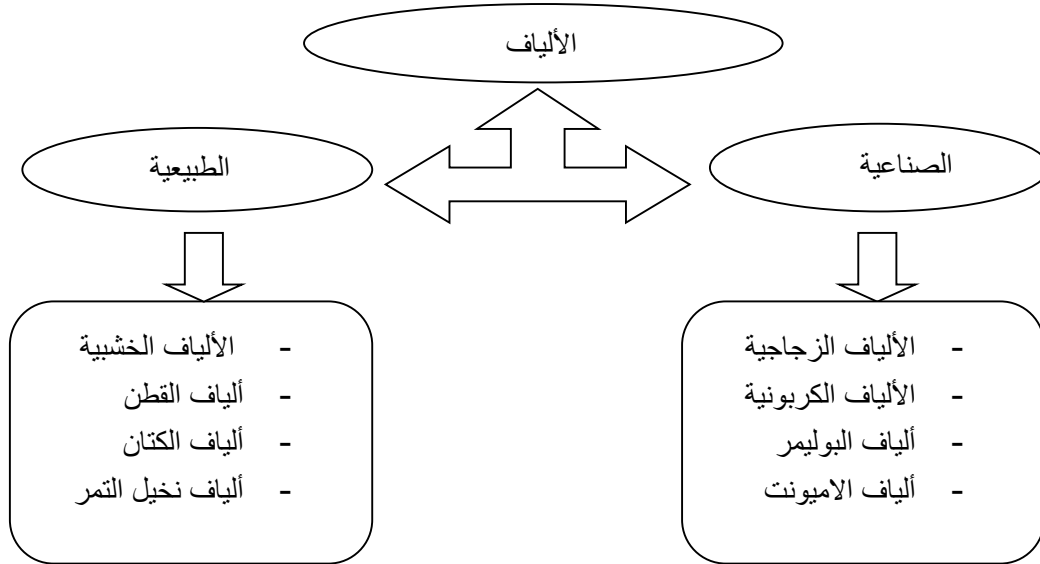 الألياف
الصناعية
الطبيعية
- الألياف الزجاجية
- الألياف الكربونية
- ألياف البوليمر
- ألياف الاميونت
- الألياف الخشبية
- ألياف القطن
- ألياف الكتان
- ألياف نخيل التمر